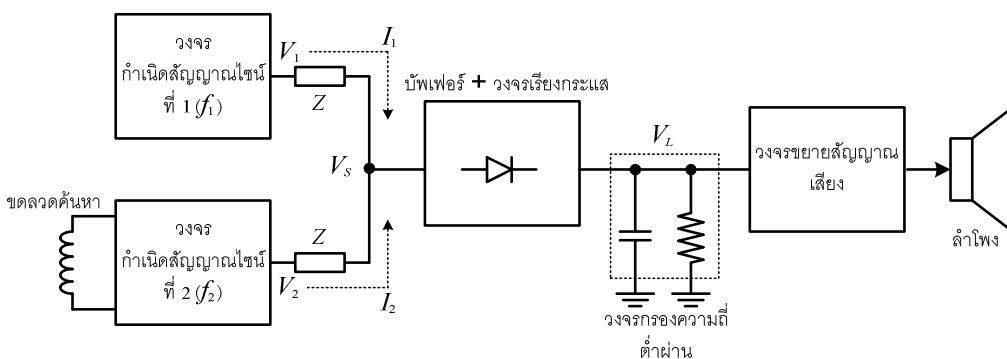 วงจร
กำเนิดสัญญาณไซน์
ที่ 1 (f₁)
V₁
I₁
Z
บัพเฟอร์ + วงจรเรียงกระแส
V_S
V_L
วงจรขยายสัญญาณ
เสียง
ลำโพง
ขดลวดค้นหา
วงจร
กำเนิดสัญญาณไซน์
ที่ 2 (f₂)
Z
V₂
I₂
วงจรกรองความถี่
ต่ำผ่าน